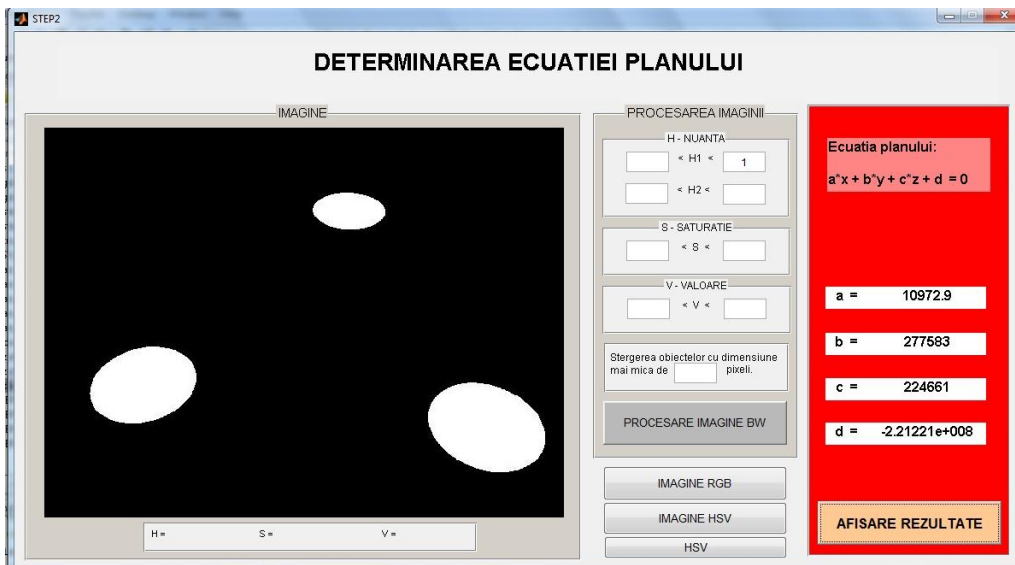 STEP2
DETERMINAREA ECUATIEI PLANULUI
IMAGINE
H =
S =
V =
PROCESAREA IMAGINII
H - NUANTA
< H1 < 1
< H2 <
S - SATURATIE
< S <
V - VALOARE
< V <
Stergerea obiectelor cu dimensiune
mai mica de pixeli.
PROCESARE IMAGINE BW
IMAGINE RGB
IMAGINE HSV
HSV
Ecuatia planului:
a*x + b*y + c*z + d = 0
a = 10972.9
b = 277583
c = 224661
d = -2.21221e+008
AFISARE REZULTATE